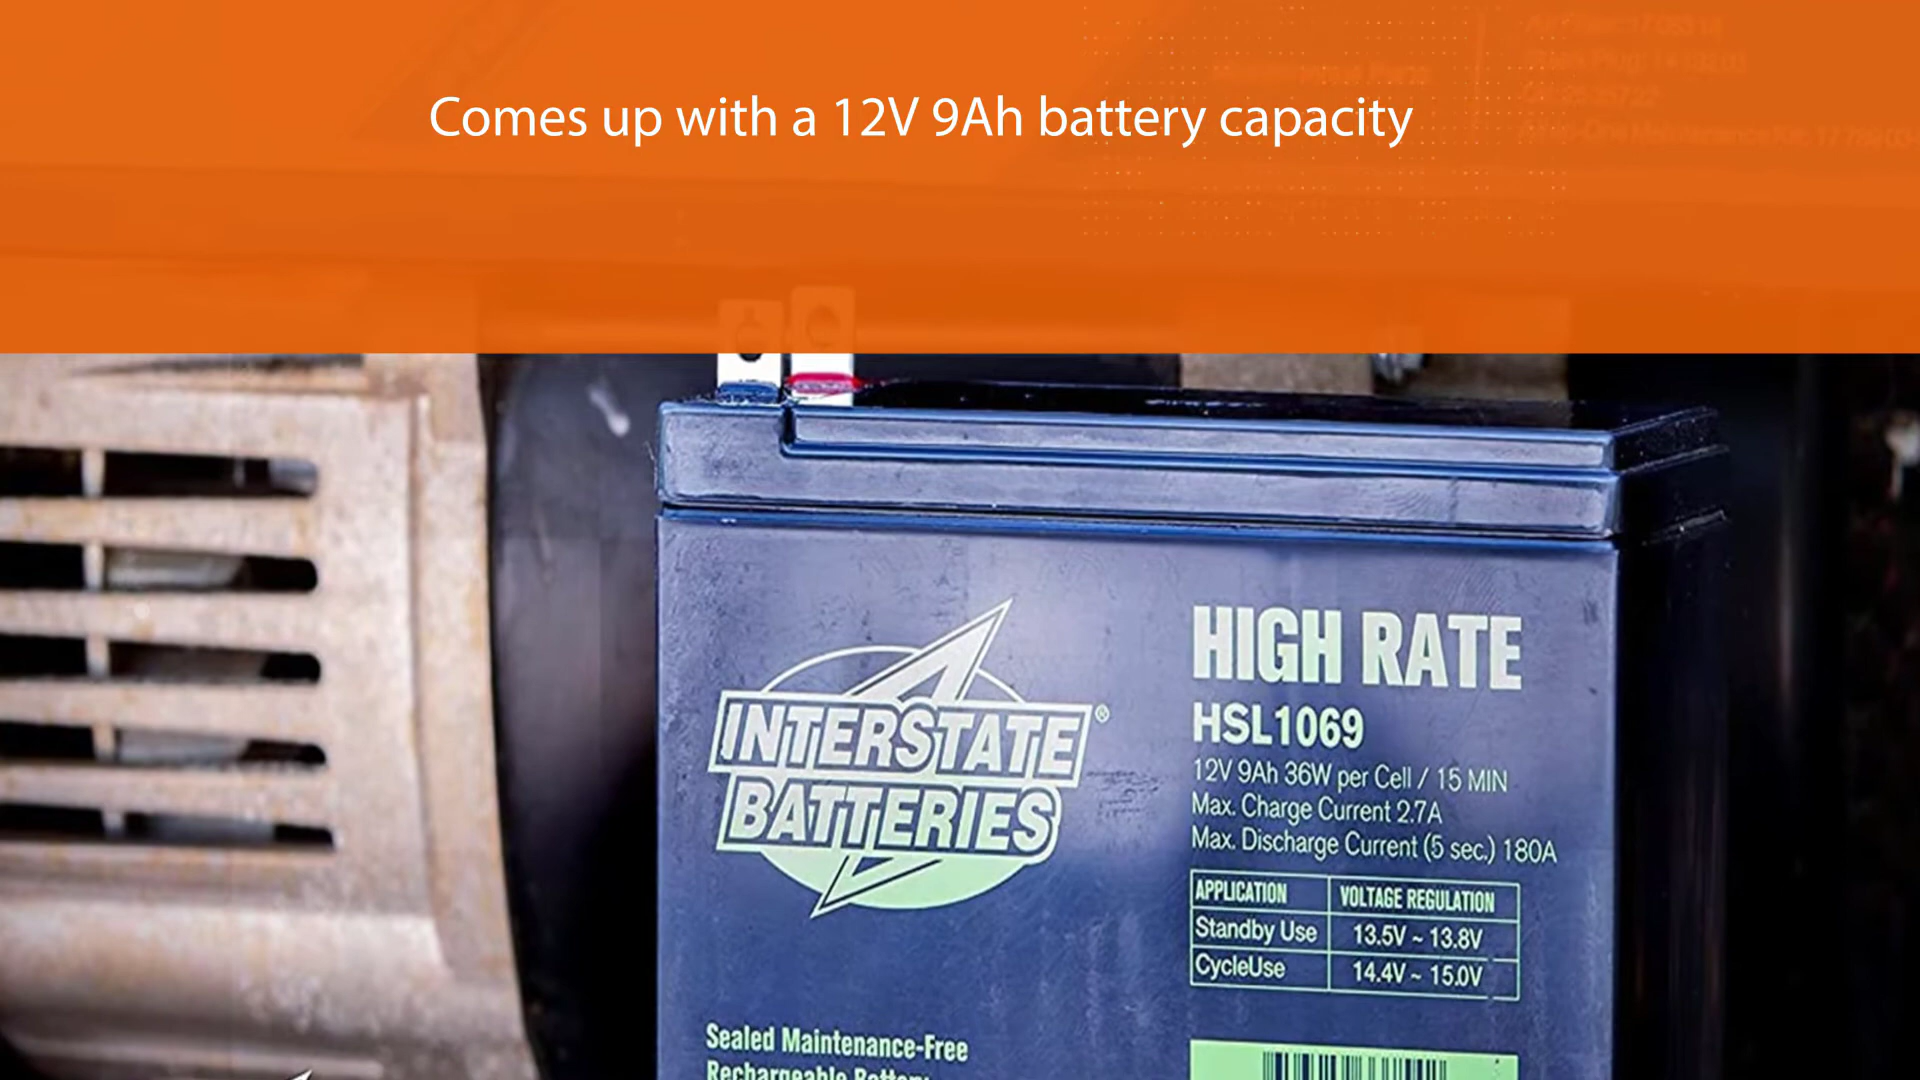 Comes up with a 12V 9Ah battery capacity
HIGH RATE
HSL1069
12V 9Ah 36W per Cell / 15 MIN
Max. Charge Current 2.7A
Max. Discharge Current (5 sec.) 180A
INTERSTATE
BATTERIES
®
APPLICATION VOLTAGE REGULATION
Standby Use 13.5V ~ 13.8V
CycleUse 14.4V ~ 15.0V
Sealed Maintenance-Free
Rechargeable Battery